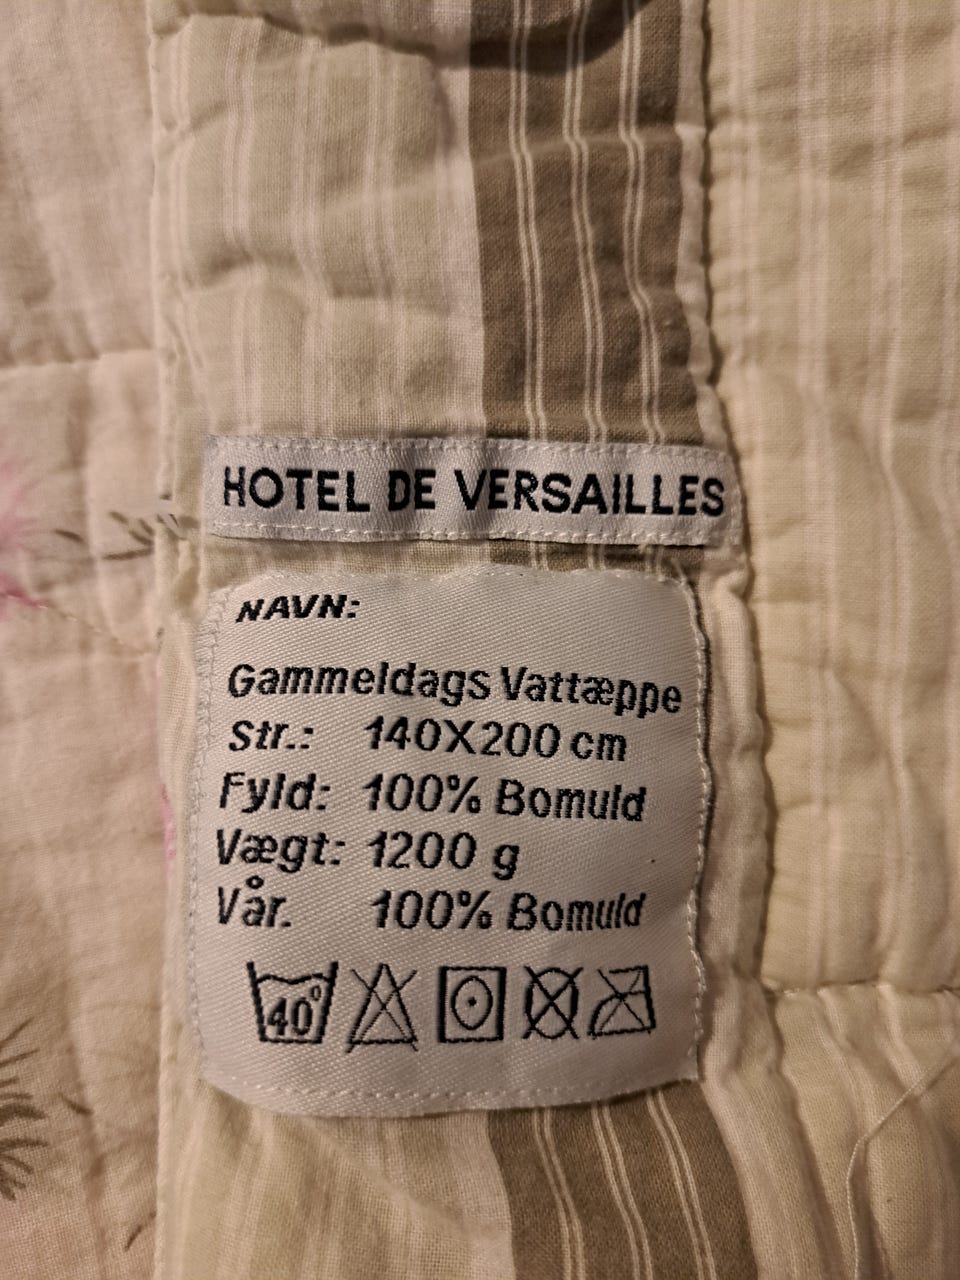 HOTEL DE VERSAILLES
NAVN:
Gammeldags Vattæppe
Str.: 140X200 cm
Fyld: 100% Bomuld
Vægt: 1200 g
Vår. 100% Bomuld
40°